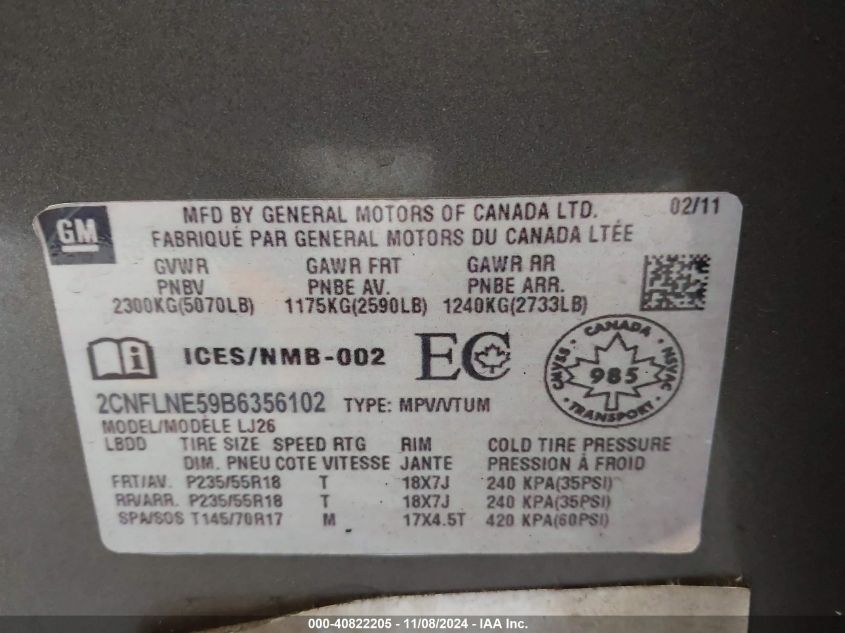 GM
MFD BY GENERAL MOTORS OF CANADA LTD. 02/11
FABRIQUÉ PAR GENERAL MOTORS DU CANADA LTÉE
GVWR GAWR FRT GAWR RR
PNBV PNBE AV. PNBE ARR.
2300KG(5070LB) 1175KG(2590LB) 1240KG(2733LB)
i ICES/NMB-002 EC
CANADA
CMVSS 985 NSVAC
TRANSPORT
2CNFLNE59B6356102 TYPE: MPV/VTUM
MODEL/MODÈLE LJ26
LBDD TIRE SIZE SPEED RTG RIM COLD TIRE PRESSURE
DIM. PNEU COTE VITESSE JANTE PRESSION À FROID
FRT/AV. P235/55R18 T 18X7J 240 KPA(35PSI)
RR/ARR. P235/55R18 T 18X7J 240 KPA(35PSI)
SPA/SOS T145/70R17 M 17X4.5T 420 KPA(60PSI)
000-40822205 - 11/08/2024 - IAA Inc.